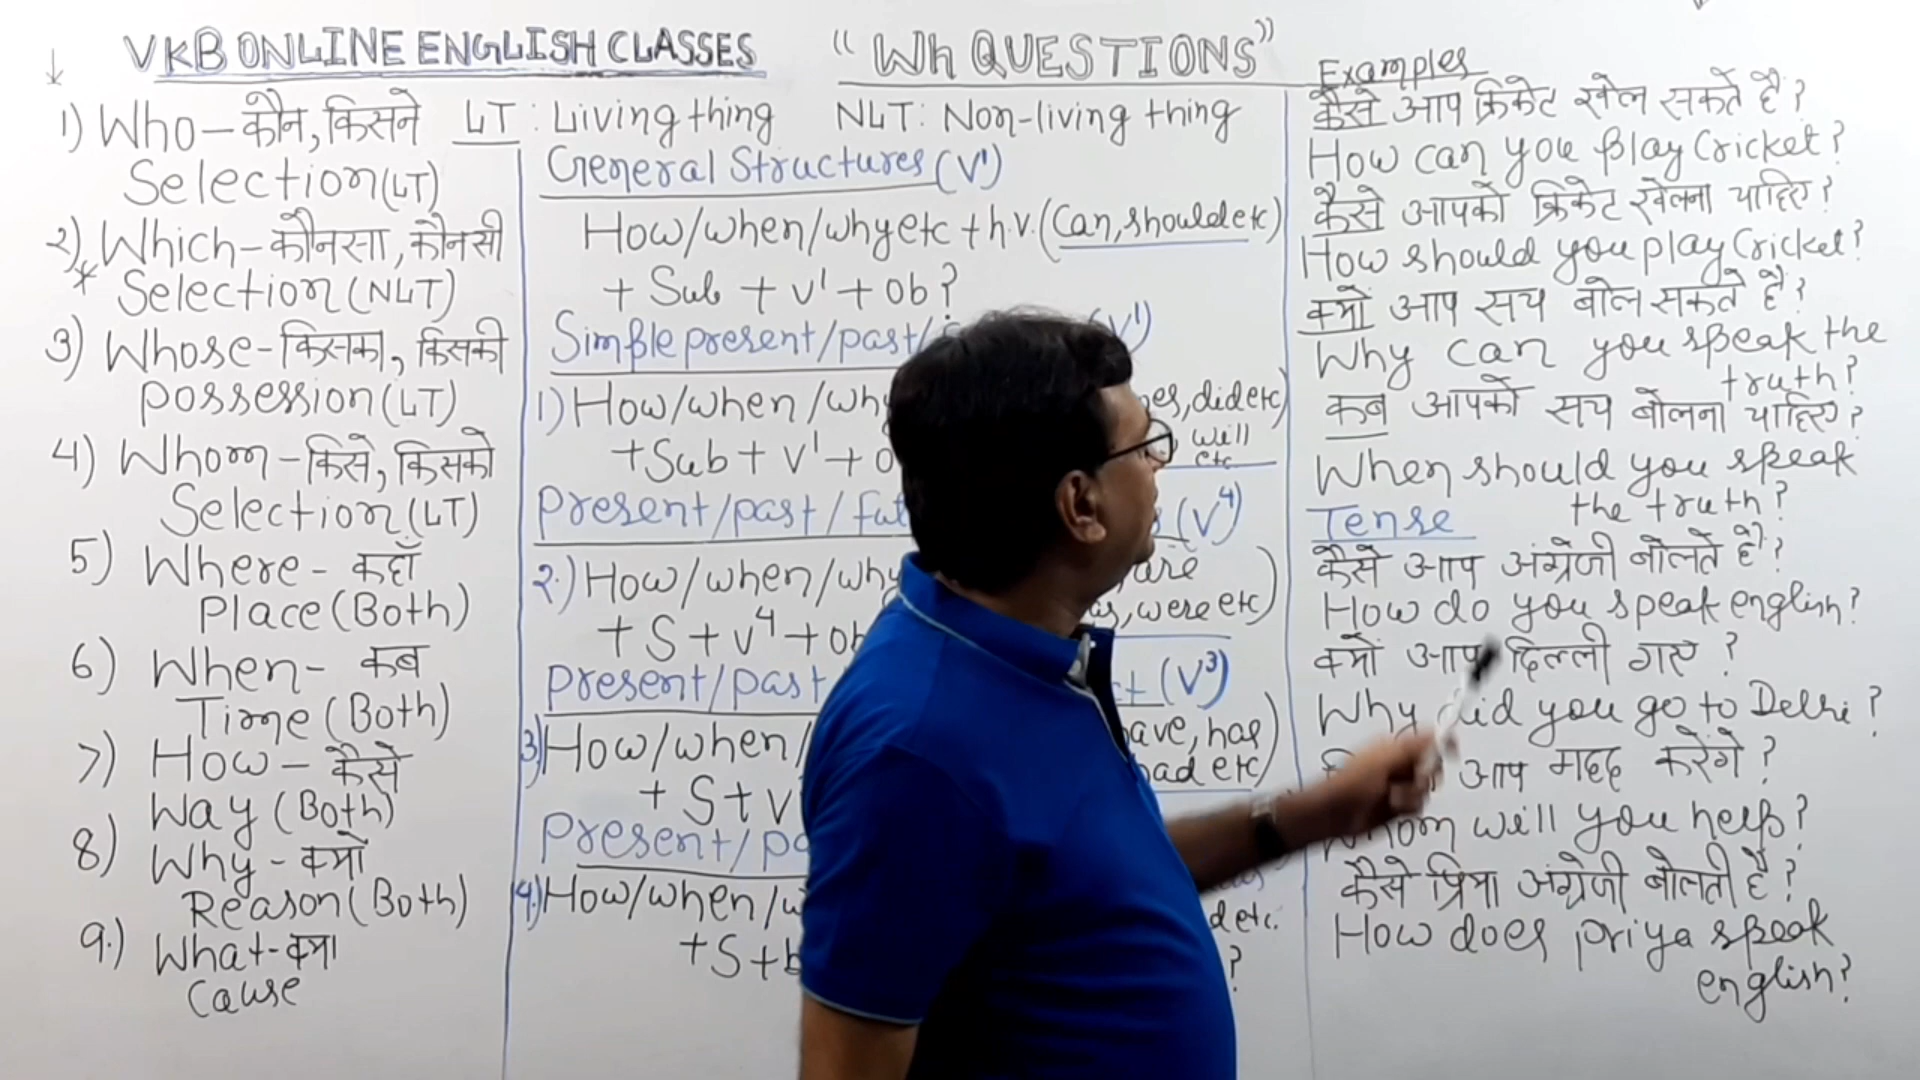 VKB ONLINE ENGLISH CLASSES
"Wh QUESTIONS"
1) Who-कौन, किसने
Selection(LT)
2) Which-कौनसा, कौनसी
* Selection(NLT)
3) Whose-किसका, किसकी
possession(LT)
4) Whom-किसे, किसको
Selection(LT)
5) Where- कहाँ
Place(Both)
6) When- कब
Time(Both)
7) How-कैसे
Way(Both)
8) Why-क्यों
Reason(Both)
9.) What-क्या
Cause
LT: Living thing NLT: Non-living thing
General Structures(V¹)
How/when/why etc + h.v.(Can, should etc)
+ Sub + v¹ + ob?
Simple present/past/ (V¹)
1) How/when/why es, did etc)
will
+Sub + v¹ + o etc
Present/past/fut (V⁴)
2.) How/when/why are
, were etc)
+ S + v⁴ + ob
Present/past (V³)
3) How/when/ ave, has)
ad etc)
+ S + v
Present/pa
4) How/when/w
d etc.
+S+b ?
Examples
कैसे आप क्रिकेट खेल सकते हैं?
How can you play Cricket?
कैसे आपको क्रिकेट खेलना चाहिए?
How should you play Cricket?
क्यों आप सच बोल सकते हैं?
Why can you speak the
truth?
कब आपको सच बोलना चाहिए?
When should you speak
the truth?
Tense
कैसे आप अंग्रेजी बोलते हैं?
How do you speak english?
क्यों आप दिल्ली गए?
Why did you go to Delhi?
आप मदद करेंगे?
Whom will you help?
कैसे प्रिया अंग्रेजी बोलती है?
How does priya speak
english?